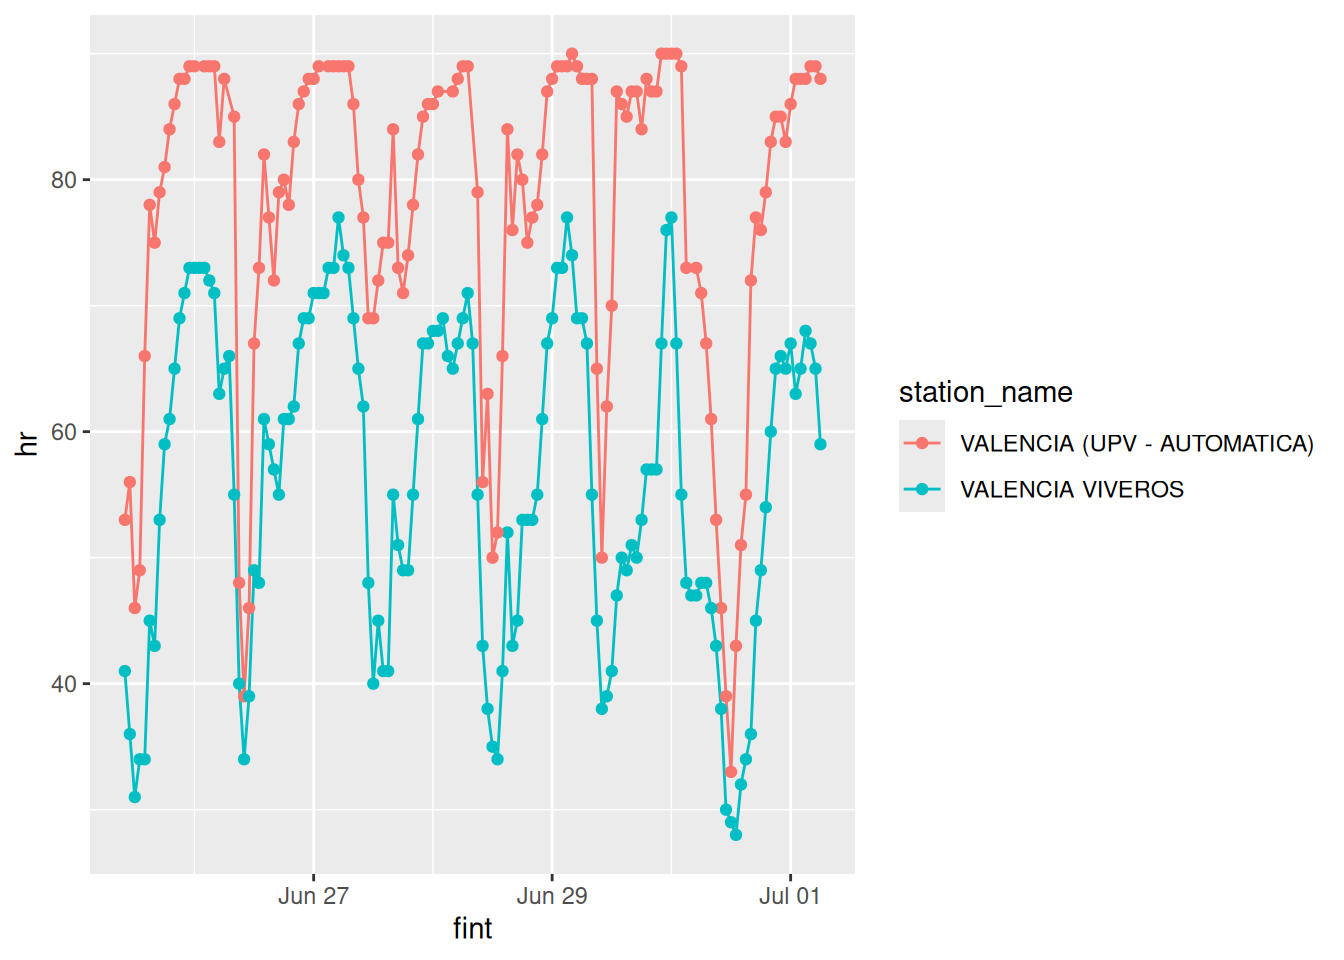 80
60
40
hr
Jun 27
Jun 29
Jul 01
fint
station_name
VALENCIA (UPV - AUTOMATICA)
VALENCIA VIVEROS